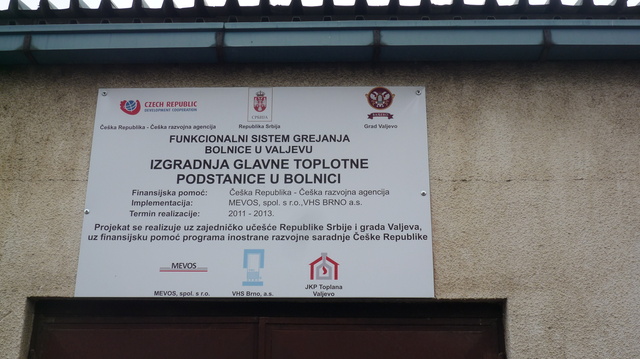 CZECH REPUBLIC
DEVELOPMENT COOPERATION
Češka Republika - Češka razvojna agencija
Republika Srbija
Grad Valjevo
FUNKCIONALNI SISTEM GREJANJA
BOLNICE U VALJEVU
IZGRADNJA GLAVNE TOPLOTNE
PODSTANICE U BOLNICI
Finansijska pomoć: Češka Republika - Češka razvojna agencija
Implementacija: MEVOS, spol. s r.o.,VHS BRNO a.s.
Termin realizacije: 2011 - 2013.
Projekat se realizuje uz zajedničko učešće Republike Srbije i grada Valjeva,
uz finansijsku pomoć programa inostrane razvojne saradnje Češke Republike
MEVOS
MEVOS, spol. s r.o.
VHS Brno, a.s.
JKP Toplana
Valjevo